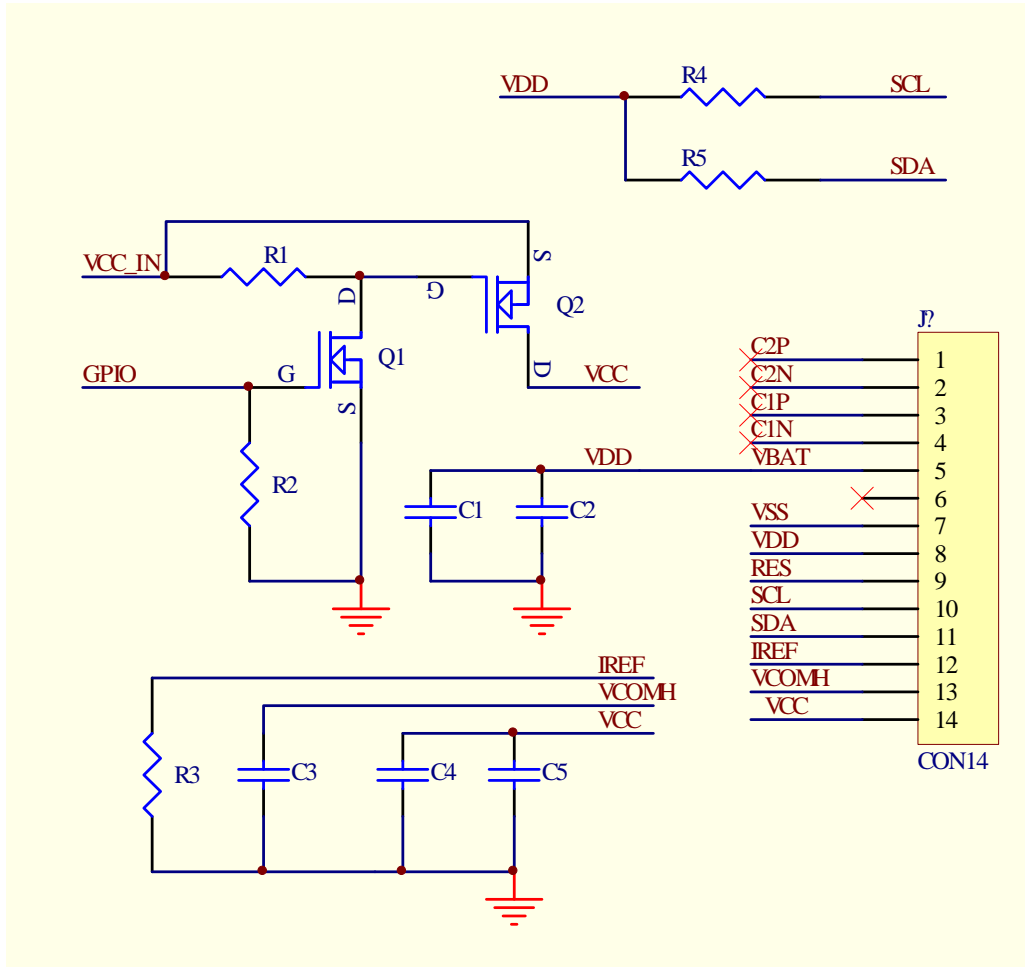 VDD
R4
SCL
R5
SDA
VCC_IN
R1
D
G
S
Q2
D
VCC
GPIO
G
Q1
S
R2
VDD
C1
C2
J?
C2P
1
C2N
2
C1P
3
C1N
4
VBAT
5
6
VSS
7
VDD
8
RES
9
SCL
10
SDA
11
IREF
12
VCOMH
13
VCC
14
CON14
IREF
VCOMH
VCC
R3
C3
C4
C5